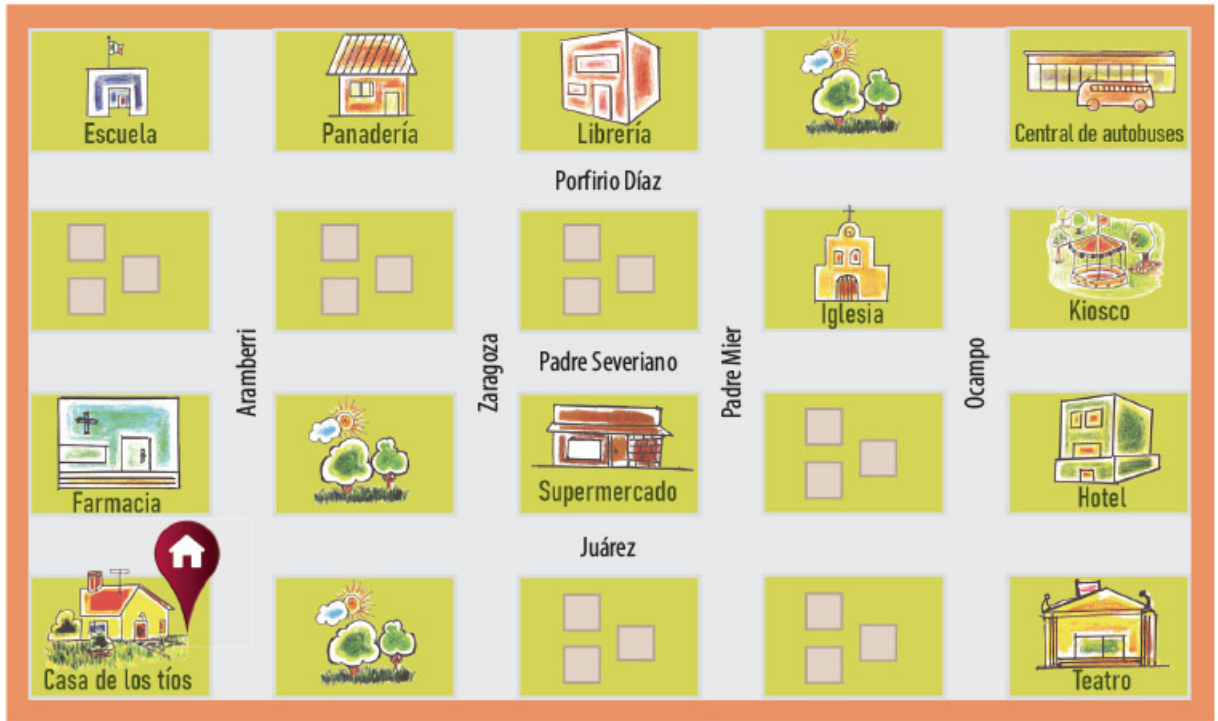 Escuela
Panadería
Librería
Central de autobuses
Porfirio Díaz
Iglesia
Kiosco
Aramberri
Zaragoza
Padre Severiano
Padre Mier
Ocampo
Farmacia
Supermercado
Hotel
Juárez
Casa de los tíos
Teatro